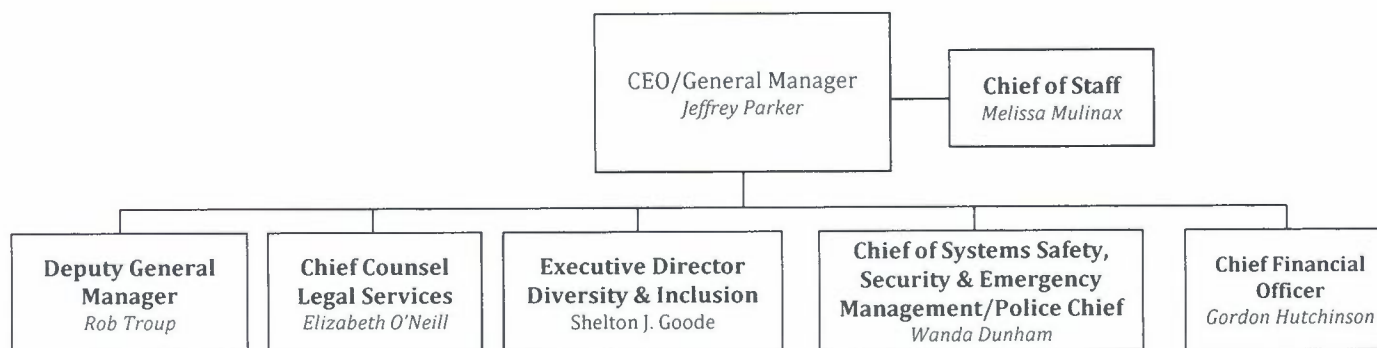 CEO/General Manager
Jeffrey Parker
Chief of Staff
Melissa Mulinax
Deputy General
Manager
Rob Troup
Chief Counsel
Legal Services
Elizabeth O'Neill
Executive Director
Diversity & Inclusion
Shelton J. Goode
Chief of Systems Safety,
Security & Emergency
Management/Police Chief
Wanda Dunham
Chief Financial
Officer
Gordon Hutchinson